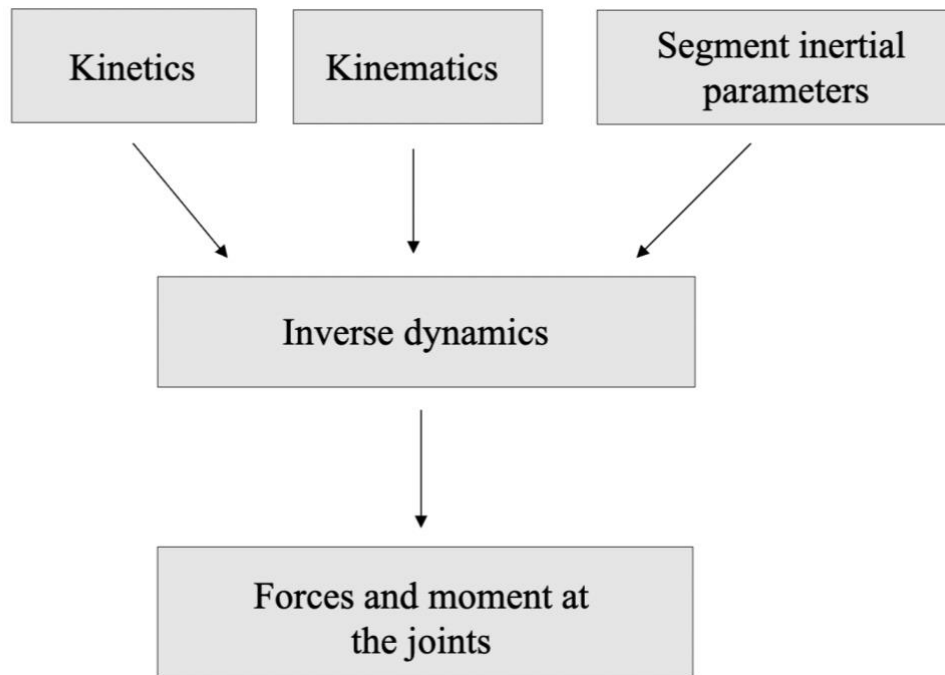 Kinetics
Kinematics
Segment inertial
parameters
Inverse dynamics
Forces and moment at
the joints